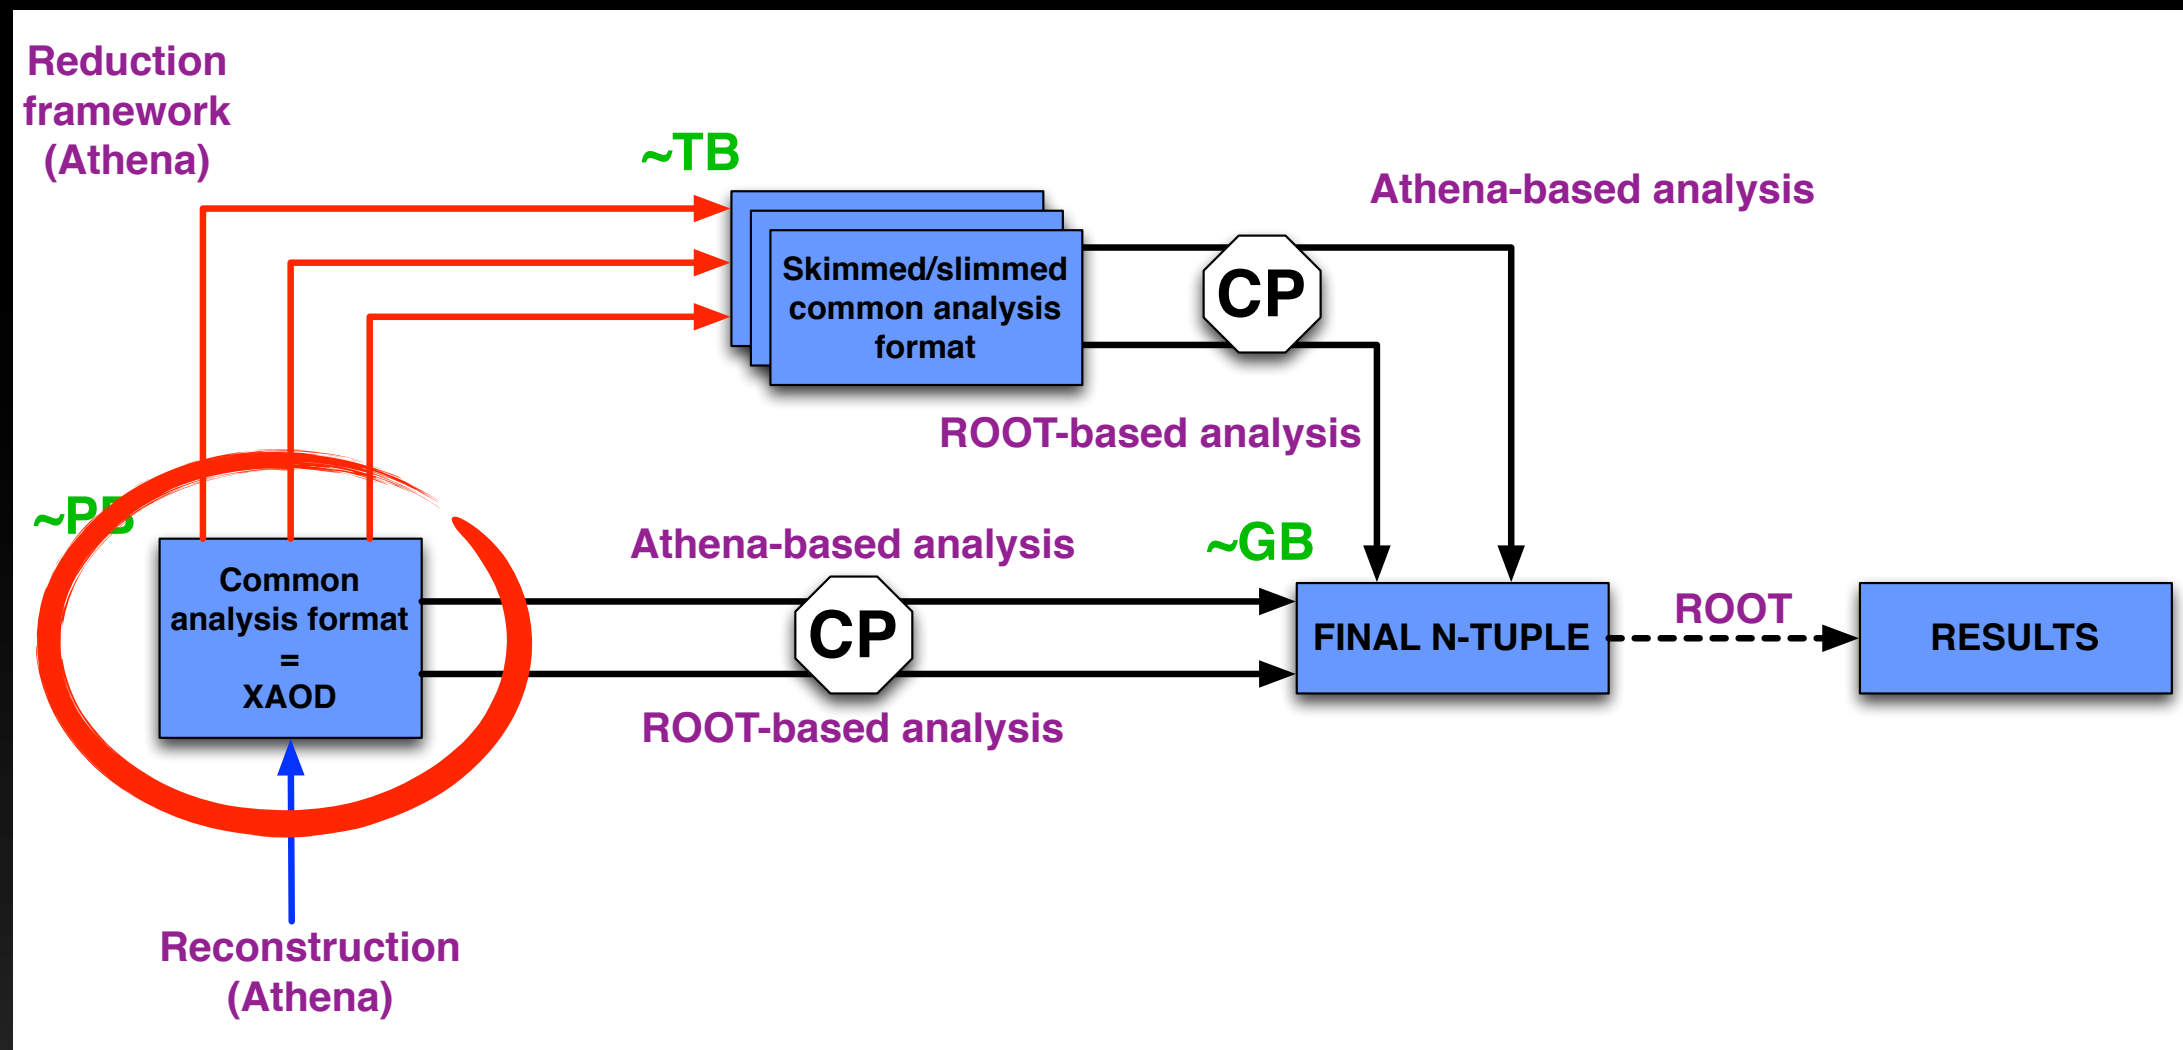 Reduction
framework
(Athena)
~TB
Athena-based analysis
Skimmed/slimmed
common analysis
format
CP
ROOT-based analysis
~PB
Athena-based analysis
~GB
Common
analysis format
=
XAOD
CP
FINAL N-TUPLE
ROOT
RESULTS
ROOT-based analysis
Reconstruction
(Athena)